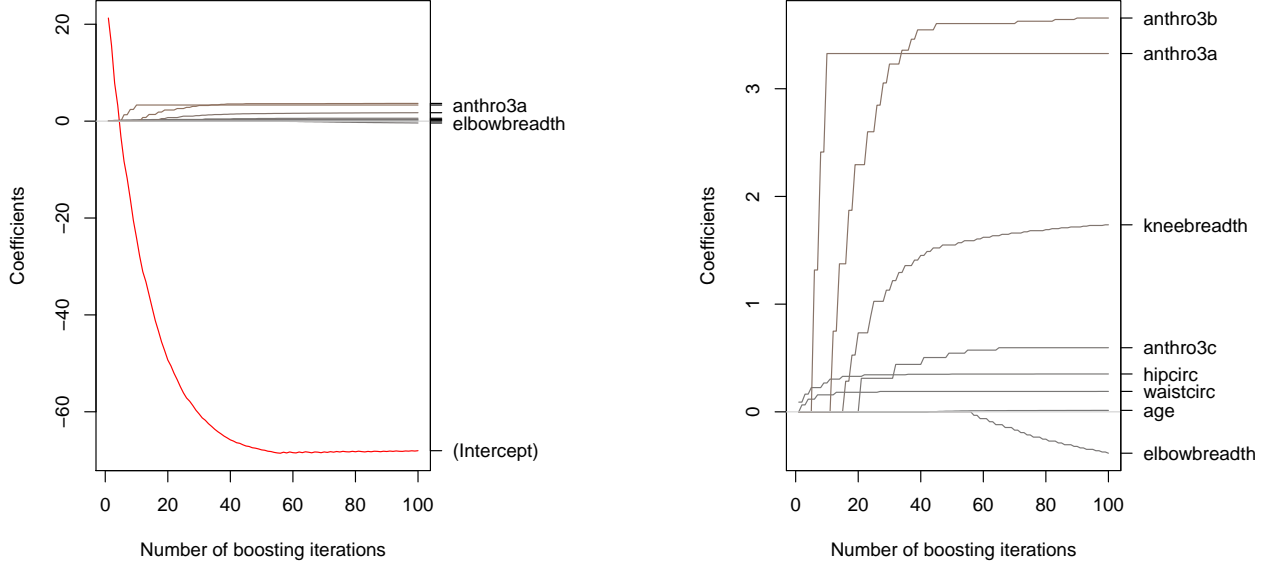 20
0
−20
−40
−60
Coefficients
0
20
40
60
80
100
Number of boosting iterations
anthro3a
elbowbreadth
(Intercept)
3
2
1
0
Coefficients
0
20
40
60
80
100
Number of boosting iterations
anthro3b
anthro3a
kneebreadth
anthro3c
hipcirc
waistcirc
age
elbowbreadth